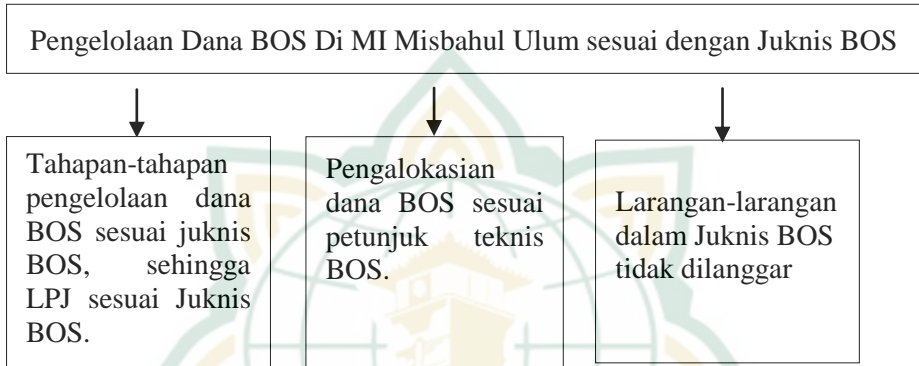 Pengelolaan Dana BOS Di MI Misbahul Ulum sesuai dengan Juknis BOS
Tahapan-tahapan
pengelolaan dana
BOS sesuai juknis
BOS, sehingga
LPJ sesuai Juknis
BOS.
Pengalokasian
dana BOS sesuai
petunjuk teknis
BOS.
Larangan-larangan
dalam Juknis BOS
tidak dilanggar